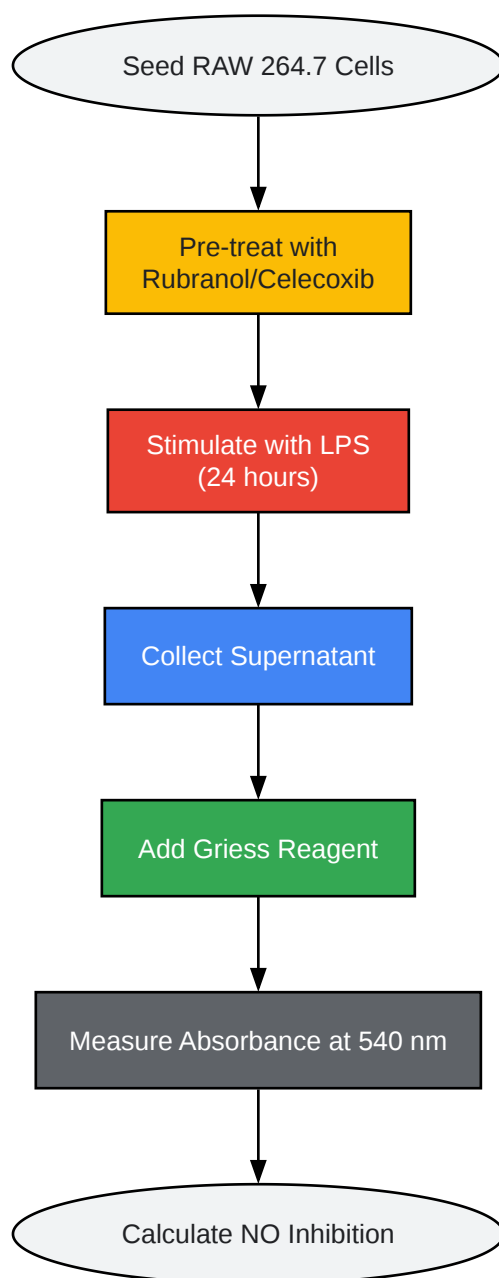 Seed RAW 264.7 Cells
Pre-treat with
Rubranol/Celecoxib
Stimulate with LPS
(24 hours)
Collect Supernatant
Add Griess Reagent
Measure Absorbance at 540 nm
Calculate NO Inhibition